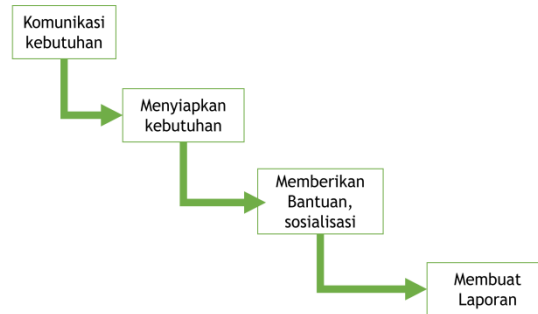 Komunikasi
kebutuhan
Menyiapkan
kebutuhan
Memberikan
Bantuan,
sosialisasi
Membuat
Laporan